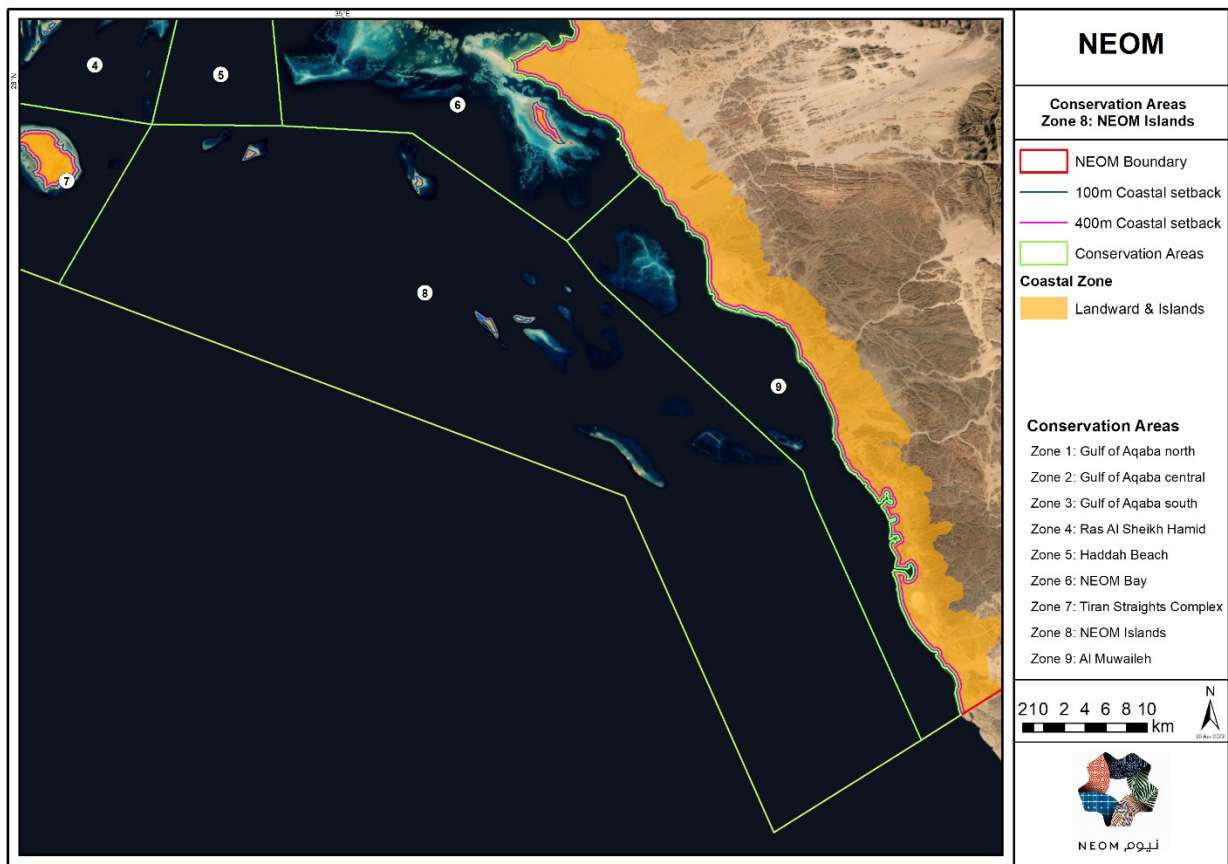 35°E
28°N
4
5
6
7
8
9
NEOM
Conservation Areas
Zone 8: NEOM Islands
NEOM Boundary
100m Coastal setback
400m Coastal setback
Conservation Areas
Coastal Zone
Landward & Islands
Conservation Areas
Zone 1: Gulf of Aqaba north
Zone 2: Gulf of Aqaba central
Zone 3: Gulf of Aqaba south
Zone 4: Ras Al Sheikh Hamid
Zone 5: Haddah Beach
Zone 6: NEOM Bay
Zone 7: Tiran Straights Complex
Zone 8: NEOM Islands
Zone 9: Al Muwaileh
N
210 2 4 6 8 10
km
NEOM نيوم